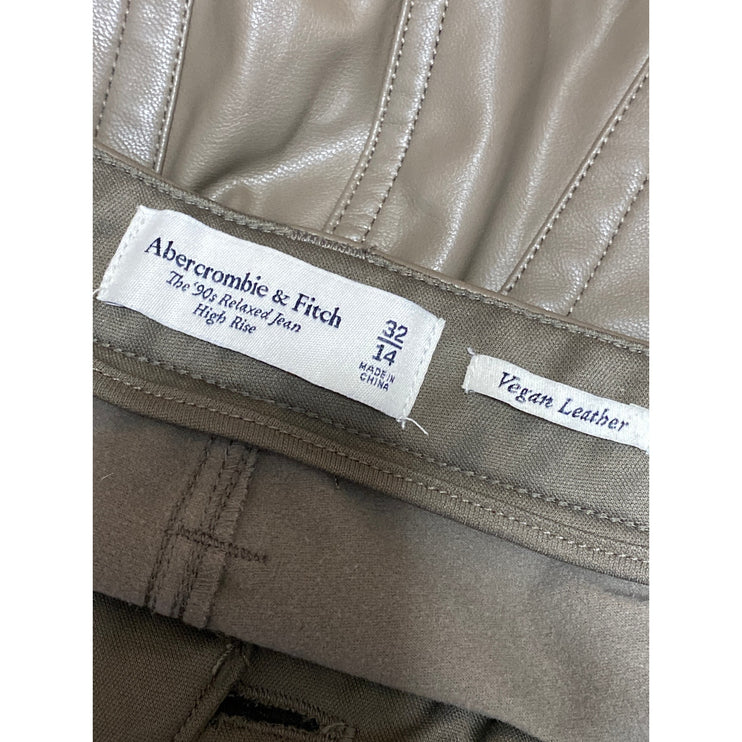 Abercrombie & Fitch
The '90s Relaxed Jean
High Rise
32
14
MADE IN
CHINA
Vegan Leather